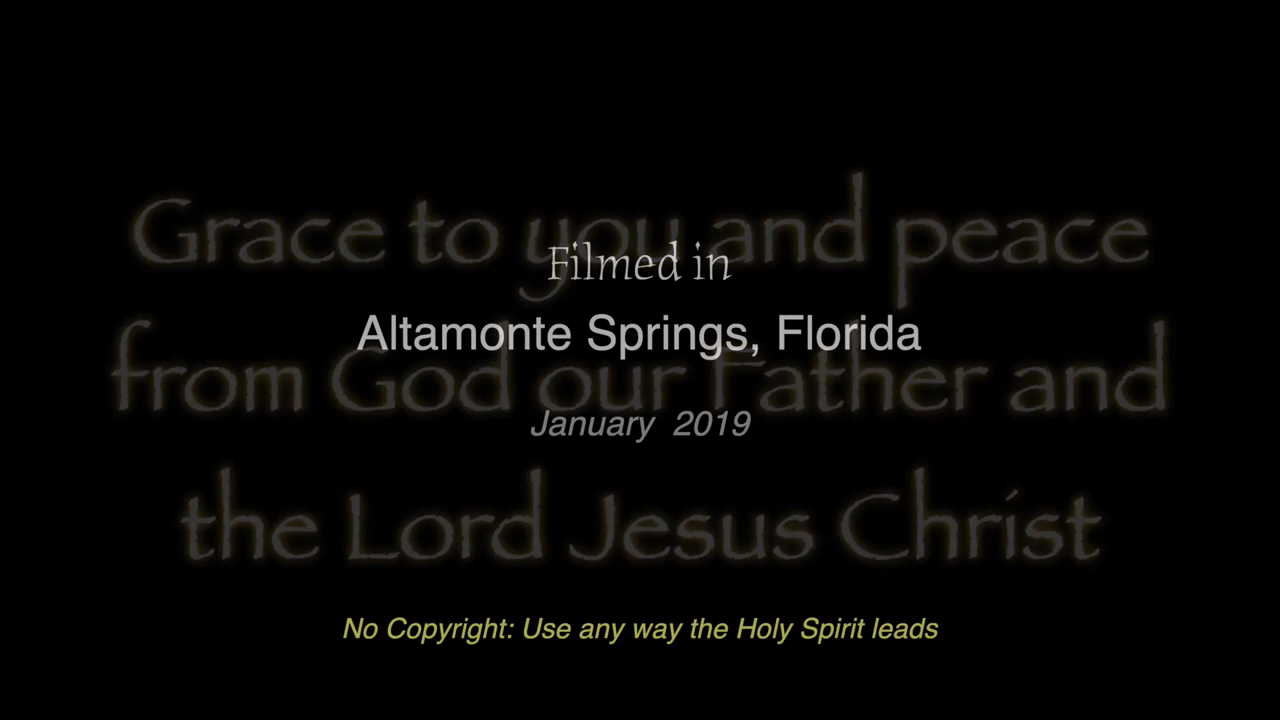 Grace to you and peace
Filmed in
Altamonte Springs, Florida
from God our Father and
January 2019
the Lord Jesus Christ
No Copyright: Use any way the Holy Spirit leads